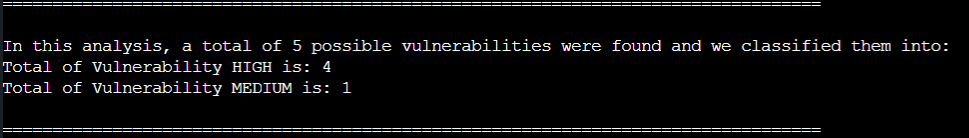 ================================================================================
In this analysis, a total of 5 possible vulnerabilities were found and we classified them into:
Total of Vulnerability HIGH is: 4
Total of Vulnerability MEDIUM is: 1
================================================================================